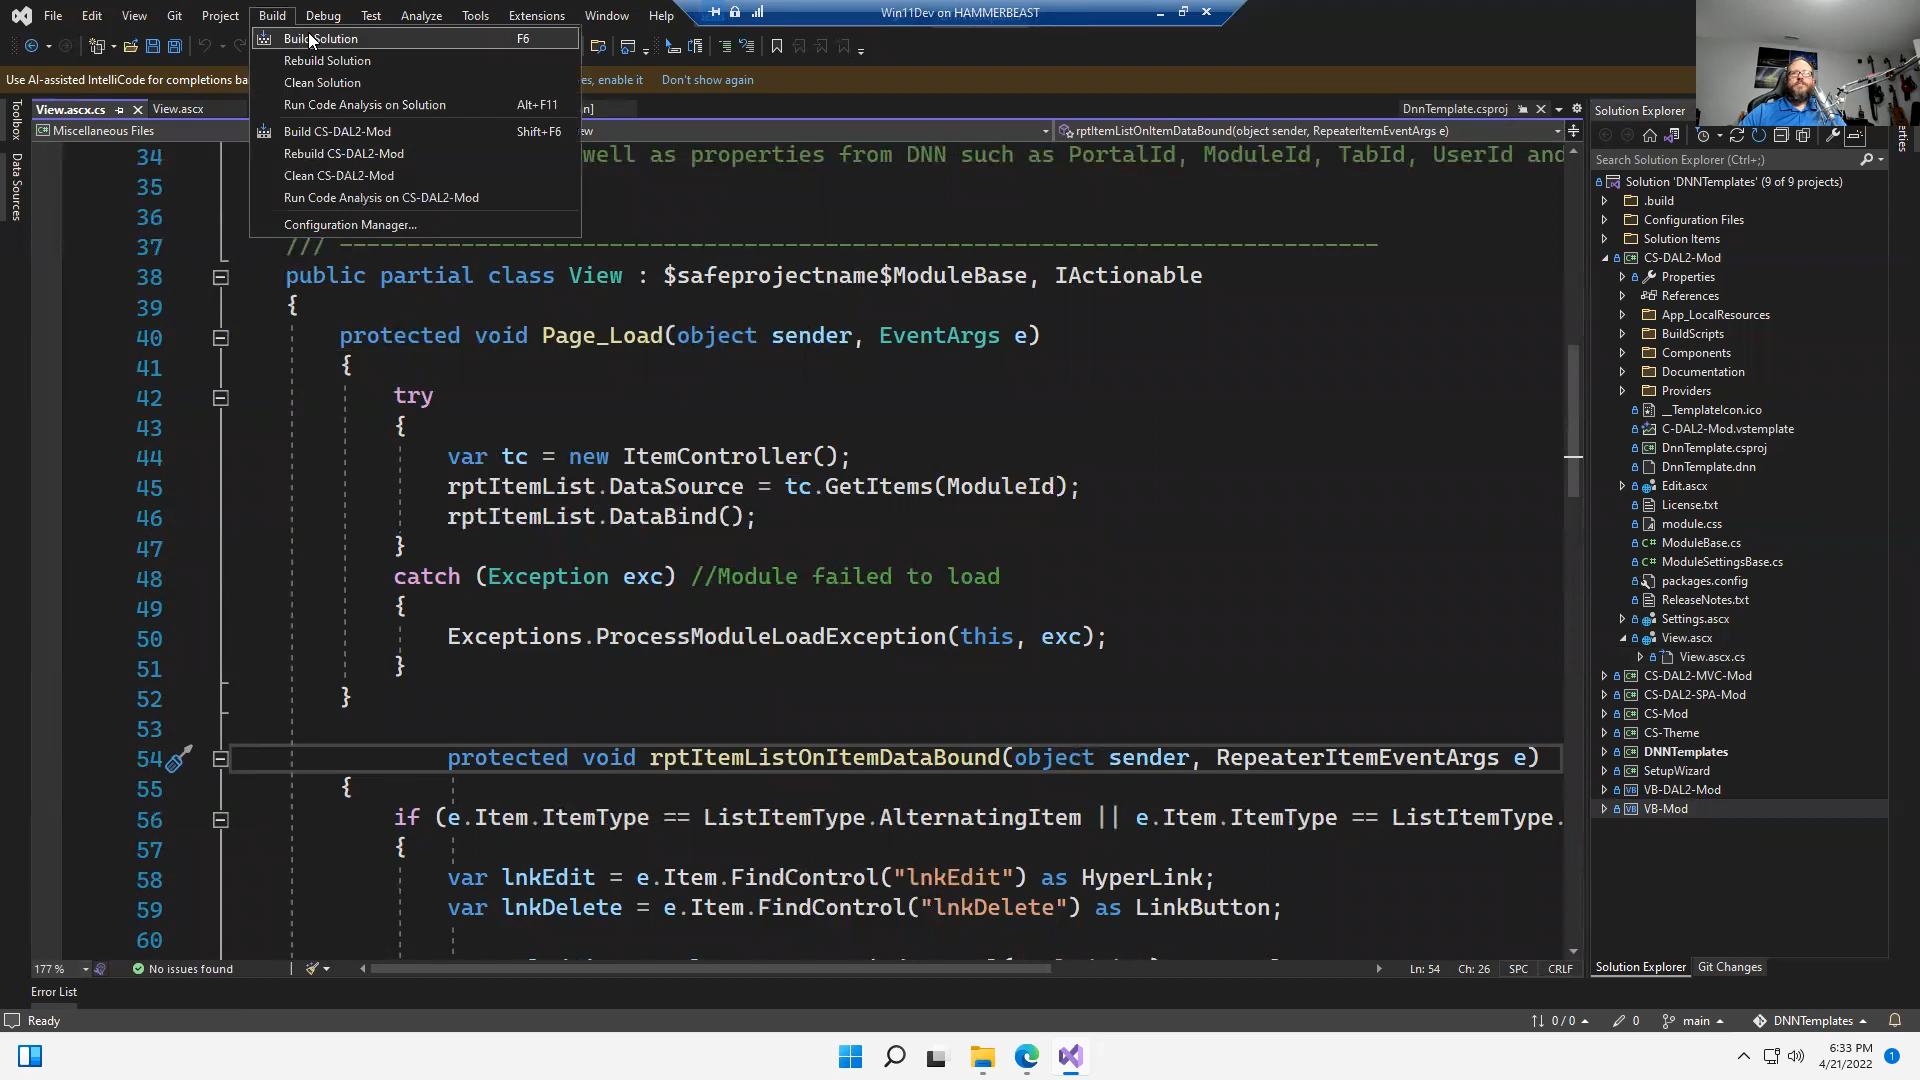 File Edit View Git Project Build Debug Test Analyze Tools Extensions Window Help
Win11Dev on HAMMERBEAST
Build Solution F6
Rebuild Solution
Clean Solution
Run Code Analysis on Solution Alt+F11
Build CS-DAL2-Mod Shift+F6
Rebuild CS-DAL2-Mod
Clean CS-DAL2-Mod
Run Code Analysis on CS-DAL2-Mod
Configuration Manager...
Use AI-assisted IntelliCode for completions ba
es, enable it Don't show again
View.ascx.cs View.ascx
n]
DnnTemplate.csproj
Miscellaneous Files
ew
rptItemListOnItemDataBound(object sender, RepeaterItemEventArgs e)
Toolbox
Data Sources
34 well as properties from DNN such as PortalId, ModuleId, TabId, UserId and
35
36
37 /// -----------------------------------------------------------------------------
38 public partial class View : $safeprojectname$ModuleBase, IActionable
39 {
40 protected void Page_Load(object sender, EventArgs e)
41 {
42 try
43 {
44 var tc = new ItemController();
45 rptItemList.DataSource = tc.GetItems(ModuleId);
46 rptItemList.DataBind();
47 }
48 catch (Exception exc) //Module failed to load
49 {
50 Exceptions.ProcessModuleLoadException(this, exc);
51 }
52 }
53
54 protected void rptItemListOnItemDataBound(object sender, RepeaterItemEventArgs e)
55 {
56 if (e.Item.ItemType == ListItemType.AlternatingItem || e.Item.ItemType == ListItemType.
57 {
58 var lnkEdit = e.Item.FindControl("lnkEdit") as HyperLink;
59 var lnkDelete = e.Item.FindControl("lnkDelete") as LinkButton;
60
177 % No issues found
Ln: 54 Ch: 26 SPC CRLF
Error List
Ready
0 / 0 0 main DNNTemplates
Solution Explorer
Search Solution Explorer (Ctrl+;)
Solution 'DNNTemplates' (9 of 9 projects)
.build
Configuration Files
Solution Items
CS-DAL2-Mod
Properties
References
App_LocalResources
BuildScripts
Components
Documentation
Providers
__TemplateIcon.ico
C-DAL2-Mod.vstemplate
DnnTemplate.csproj
DnnTemplate.dnn
Edit.ascx
License.txt
module.css
ModuleBase.cs
ModuleSettingsBase.cs
packages.config
ReleaseNotes.txt
Settings.ascx
View.ascx
View.ascx.cs
CS-DAL2-MVC-Mod
CS-DAL2-SPA-Mod
CS-Mod
CS-Theme
DNNTemplates
SetupWizard
VB-DAL2-Mod
VB-Mod
Solution Explorer Git Changes
6:33 PM
4/21/2022
1